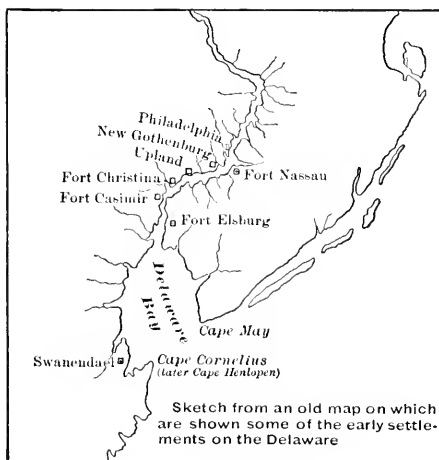 Philadelphia
New Gothenburg
Upland
Fort Christina
Fort Nassau
Fort Casimir
Fort Elsburg
Delaware
Bay
Cape May
Swanendael
Cape Cornelius
(later Cape Henlopen)
Sketch from an old map on which
are shown some of the early settle-
ments on the Delaware